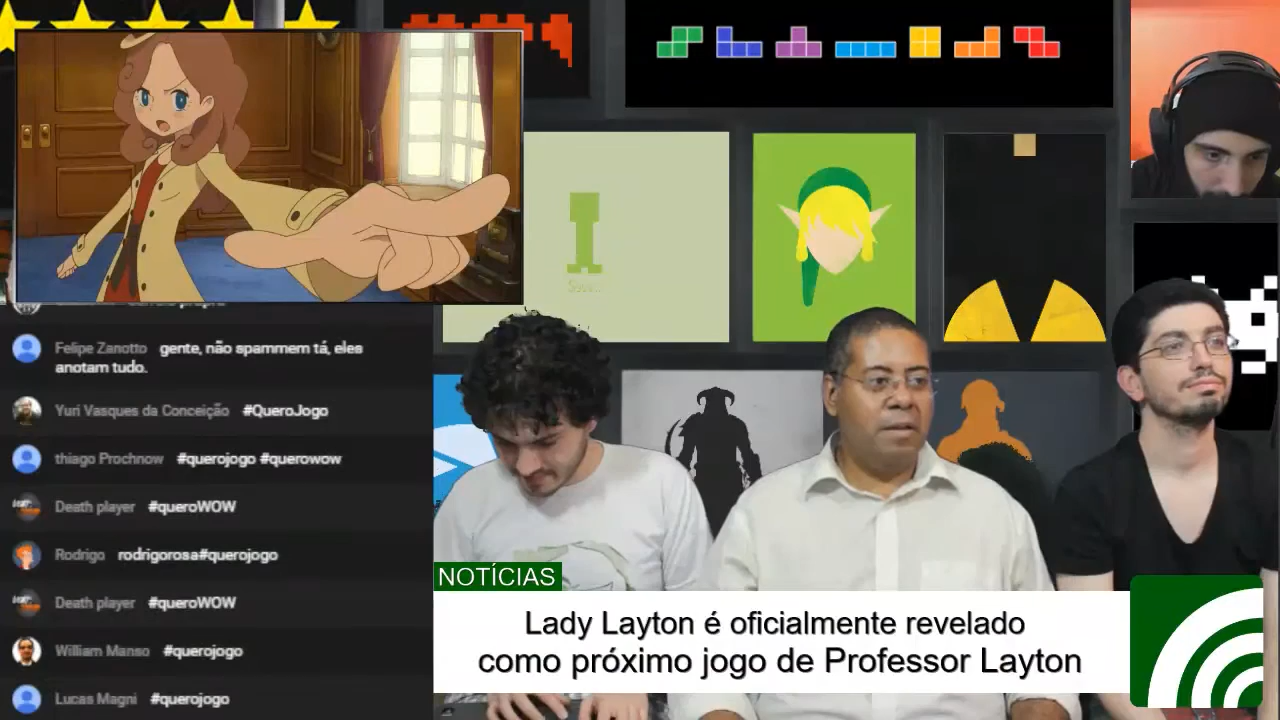 Felipe Zanotto gente, não spammem tá, eles
anotam tudo.
Yuri Vasques da Conceição #QueroJogo
thiago Prochnow #querojogo #querowow
Death player #queroWOW
Rodrigo rodrigorosa#querojogo
Death player #queroWOW
William Manso #querojogo
Lucas Magni #querojogo
NOTÍCIAS
Lady Layton é oficialmente revelado
como próximo jogo de Professor Layton